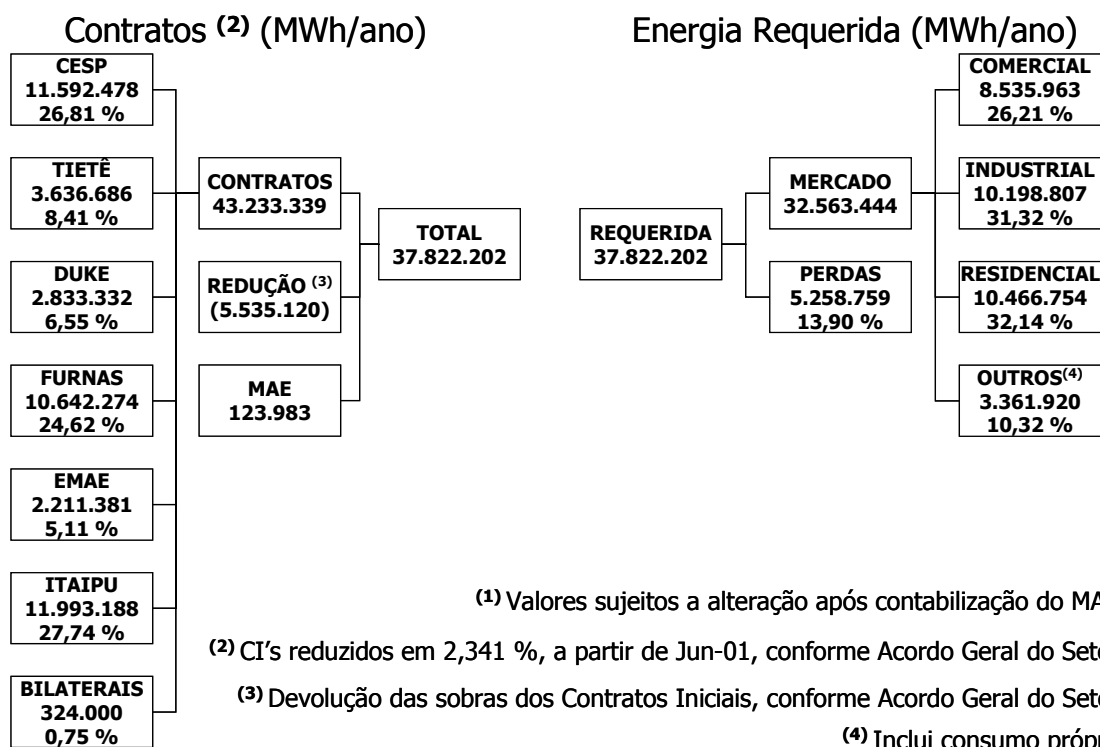 Contratos (2) (MWh/ano)
Energia Requerida (MWh/ano)
CESP
11.592.478
26,81 %
TIETÊ
3.636.686
8,41 %
DUKE
2.833.332
6,55 %
FURNAS
10.642.274
24,62 %
EMAE
2.211.381
5,11 %
ITAIPU
11.993.188
27,74 %
BILATERAIS
324.000
0,75 %
CONTRATOS
43.233.339
REDUÇÃO (3)
(5.535.120)
MAE
123.983
TOTAL
37.822.202
REQUERIDA
37.822.202
MERCADO
32.563.444
PERDAS
5.258.759
13,90 %
COMERCIAL
8.535.963
26,21 %
INDUSTRIAL
10.198.807
31,32 %
RESIDENCIAL
10.466.754
32,14 %
OUTROS(4)
3.361.920
10,32 %
(1) Valores sujeitos a alteração após contabilização do MA
(2) CI’s reduzidos em 2,341 %, a partir de Jun-01, conforme Acordo Geral do Seto
(3) Devolução das sobras dos Contratos Iniciais, conforme Acordo Geral do Seto
(4) Inclui consumo própr